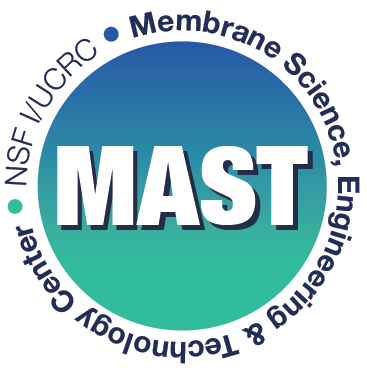 NSF I/UCRC
Membrane Science, Engineering & Technology Center
MAST